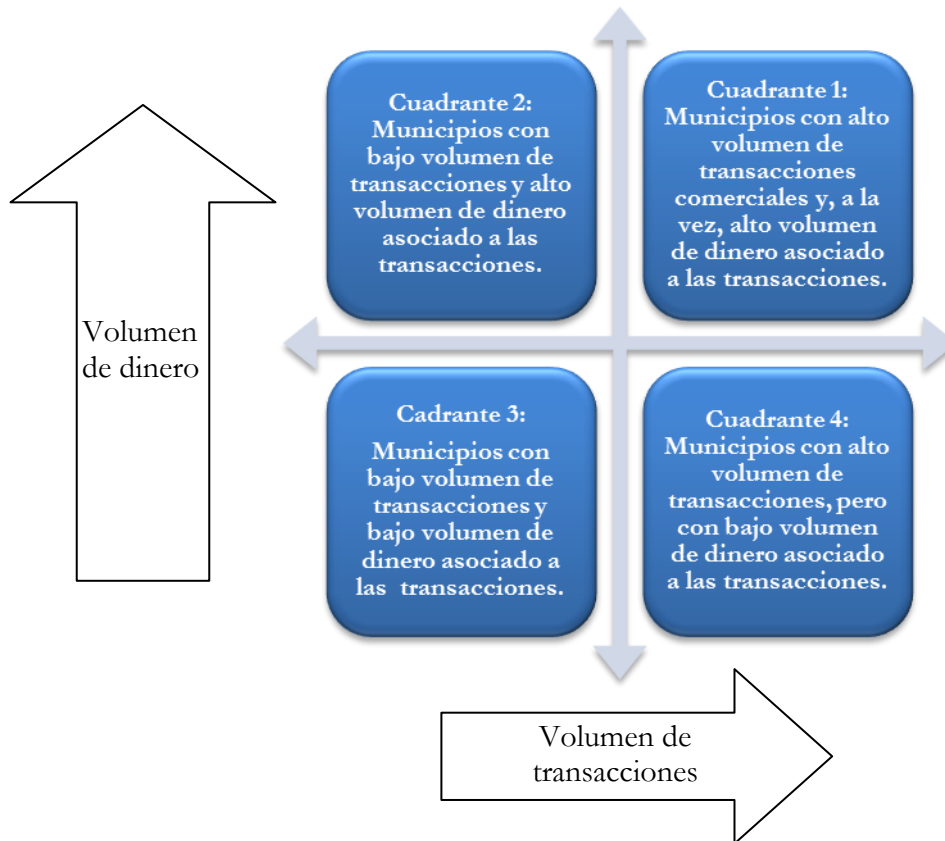 Cuadrante 2:
Municipios con
bajo volumen de
transacciones y alto
volumen de dinero
asociado a las
transacciones.
Cuadrante 1:
Municipios con alto
volumen de
transacciones
comerciales y, a la
vez, alto volumen
de dinero asociado
a las transacciones.
Volumen
de dinero
Cadrante 3:
Municipios con
bajo volumen de
transacciones y
bajo volumen de
dinero asociado a
las transacciones.
Cuadrante 4:
Municipios con alto
volumen de
transacciones, pero
con bajo volumen
de dinero asociado
a las transacciones.
Volumen de
transacciones